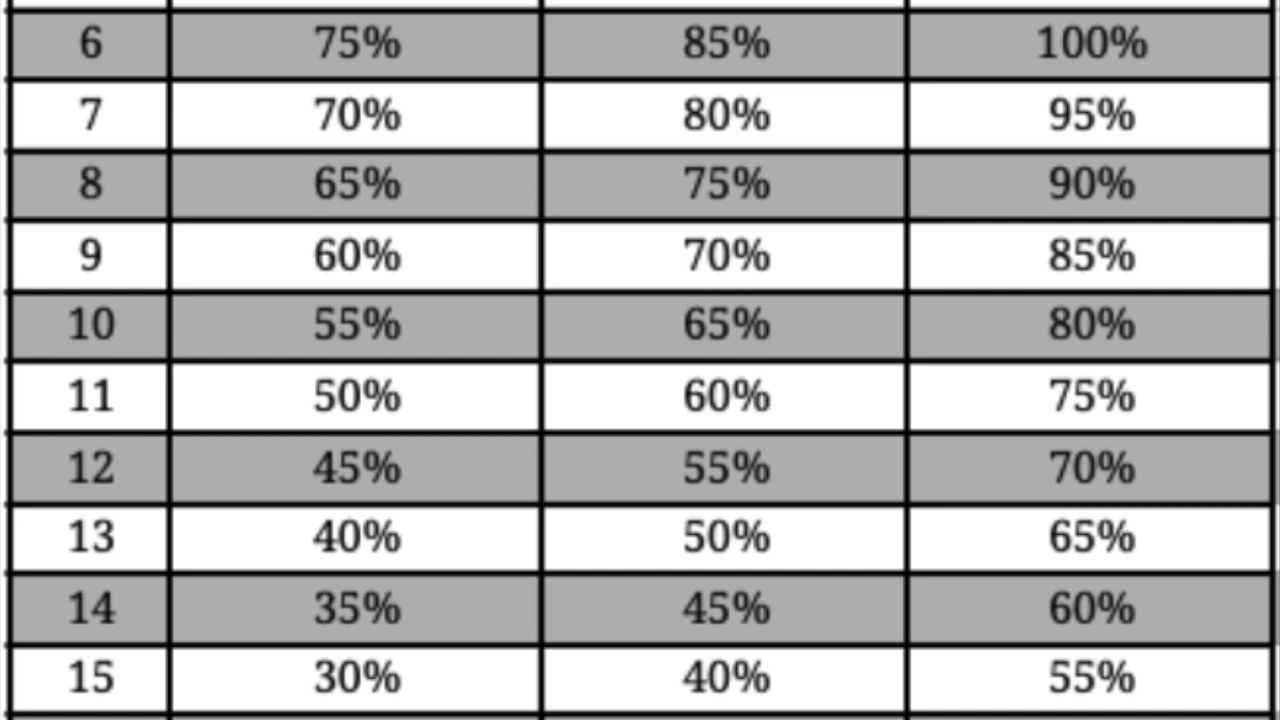 6 75% 85% 100%
7 70% 80% 95%
8 65% 75% 90%
9 60% 70% 85%
10 55% 65% 80%
11 50% 60% 75%
12 45% 55% 70%
13 40% 50% 65%
14 35% 45% 60%
15 30% 40% 55%